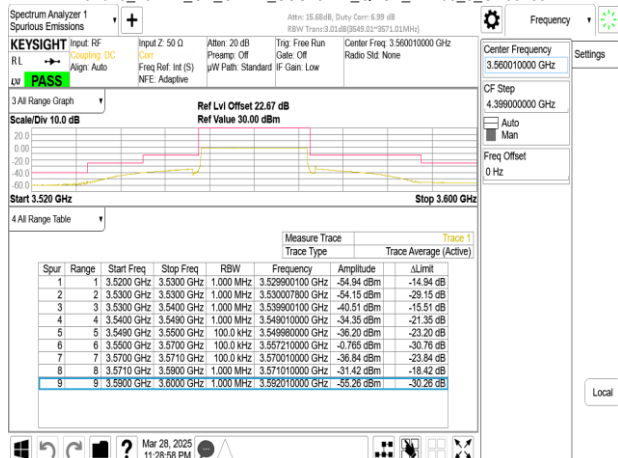 Spectrum Analyzer 1
Spurious Emissions
Attn: 15.68dB, Duty Corr: 6.99 dB
RBW Trans:3.01dB(3549.01~3571.01MHz)
Frequency
KEYSIGHT Input: RF Input Z: 50 Ω Atten: 20 dB Trig: Free Run Center Freq: 3.560010000 GHz
RL Coupling: DC Corr Preamp: Off Gate: Off Radio Std: None
Align: Auto Freq Ref: Int (S) µW Path: Standard IF Gain: Low
PASS NFE: Adaptive
Center Frequency
3.560010000 GHz
Settings
CF Step
4.399000000 GHz
Auto
Man
Freq Offset
0 Hz
3 All Range Graph
Ref Lvl Offset 22.67 dB
Scale/Div 10.0 dB Ref Value 30.00 dBm
20.0
0.00
-20.0
-40.0
-60.0
Start 3.520 GHz Stop 3.600 GHz
4 All Range Table
Measure Trace Trace 1
Trace Type Trace Average (Active)
Spur Range Start Freq Stop Freq RBW Frequency Amplitude ΔLimit
1 1 3.5200 GHz 3.5300 GHz 1.000 MHz 3.529900100 GHz -54.94 dBm -14.94 dB
2 2 3.5300 GHz 3.5300 GHz 1.000 MHz 3.530007800 GHz -54.15 dBm -29.15 dB
3 3 3.5300 GHz 3.5400 GHz 1.000 MHz 3.539900100 GHz -40.51 dBm -15.51 dB
4 4 3.5400 GHz 3.5490 GHz 1.000 MHz 3.549010000 GHz -34.35 dBm -21.35 dB
5 5 3.5490 GHz 3.5500 GHz 100.0 kHz 3.549980000 GHz -36.20 dBm -23.20 dB
6 6 3.5500 GHz 3.5700 GHz 100.0 kHz 3.557210000 GHz -0.765 dBm -30.76 dB
7 7 3.5700 GHz 3.5710 GHz 100.0 kHz 3.570010000 GHz -36.84 dBm -23.84 dB
8 8 3.5710 GHz 3.5900 GHz 1.000 MHz 3.571010000 GHz -31.42 dBm -18.42 dB
9 9 3.5900 GHz 3.6000 GHz 1.000 MHz 3.592010000 GHz -55.26 dBm -30.26 dB
Local
Mar 28, 2025
11:28:58 PM